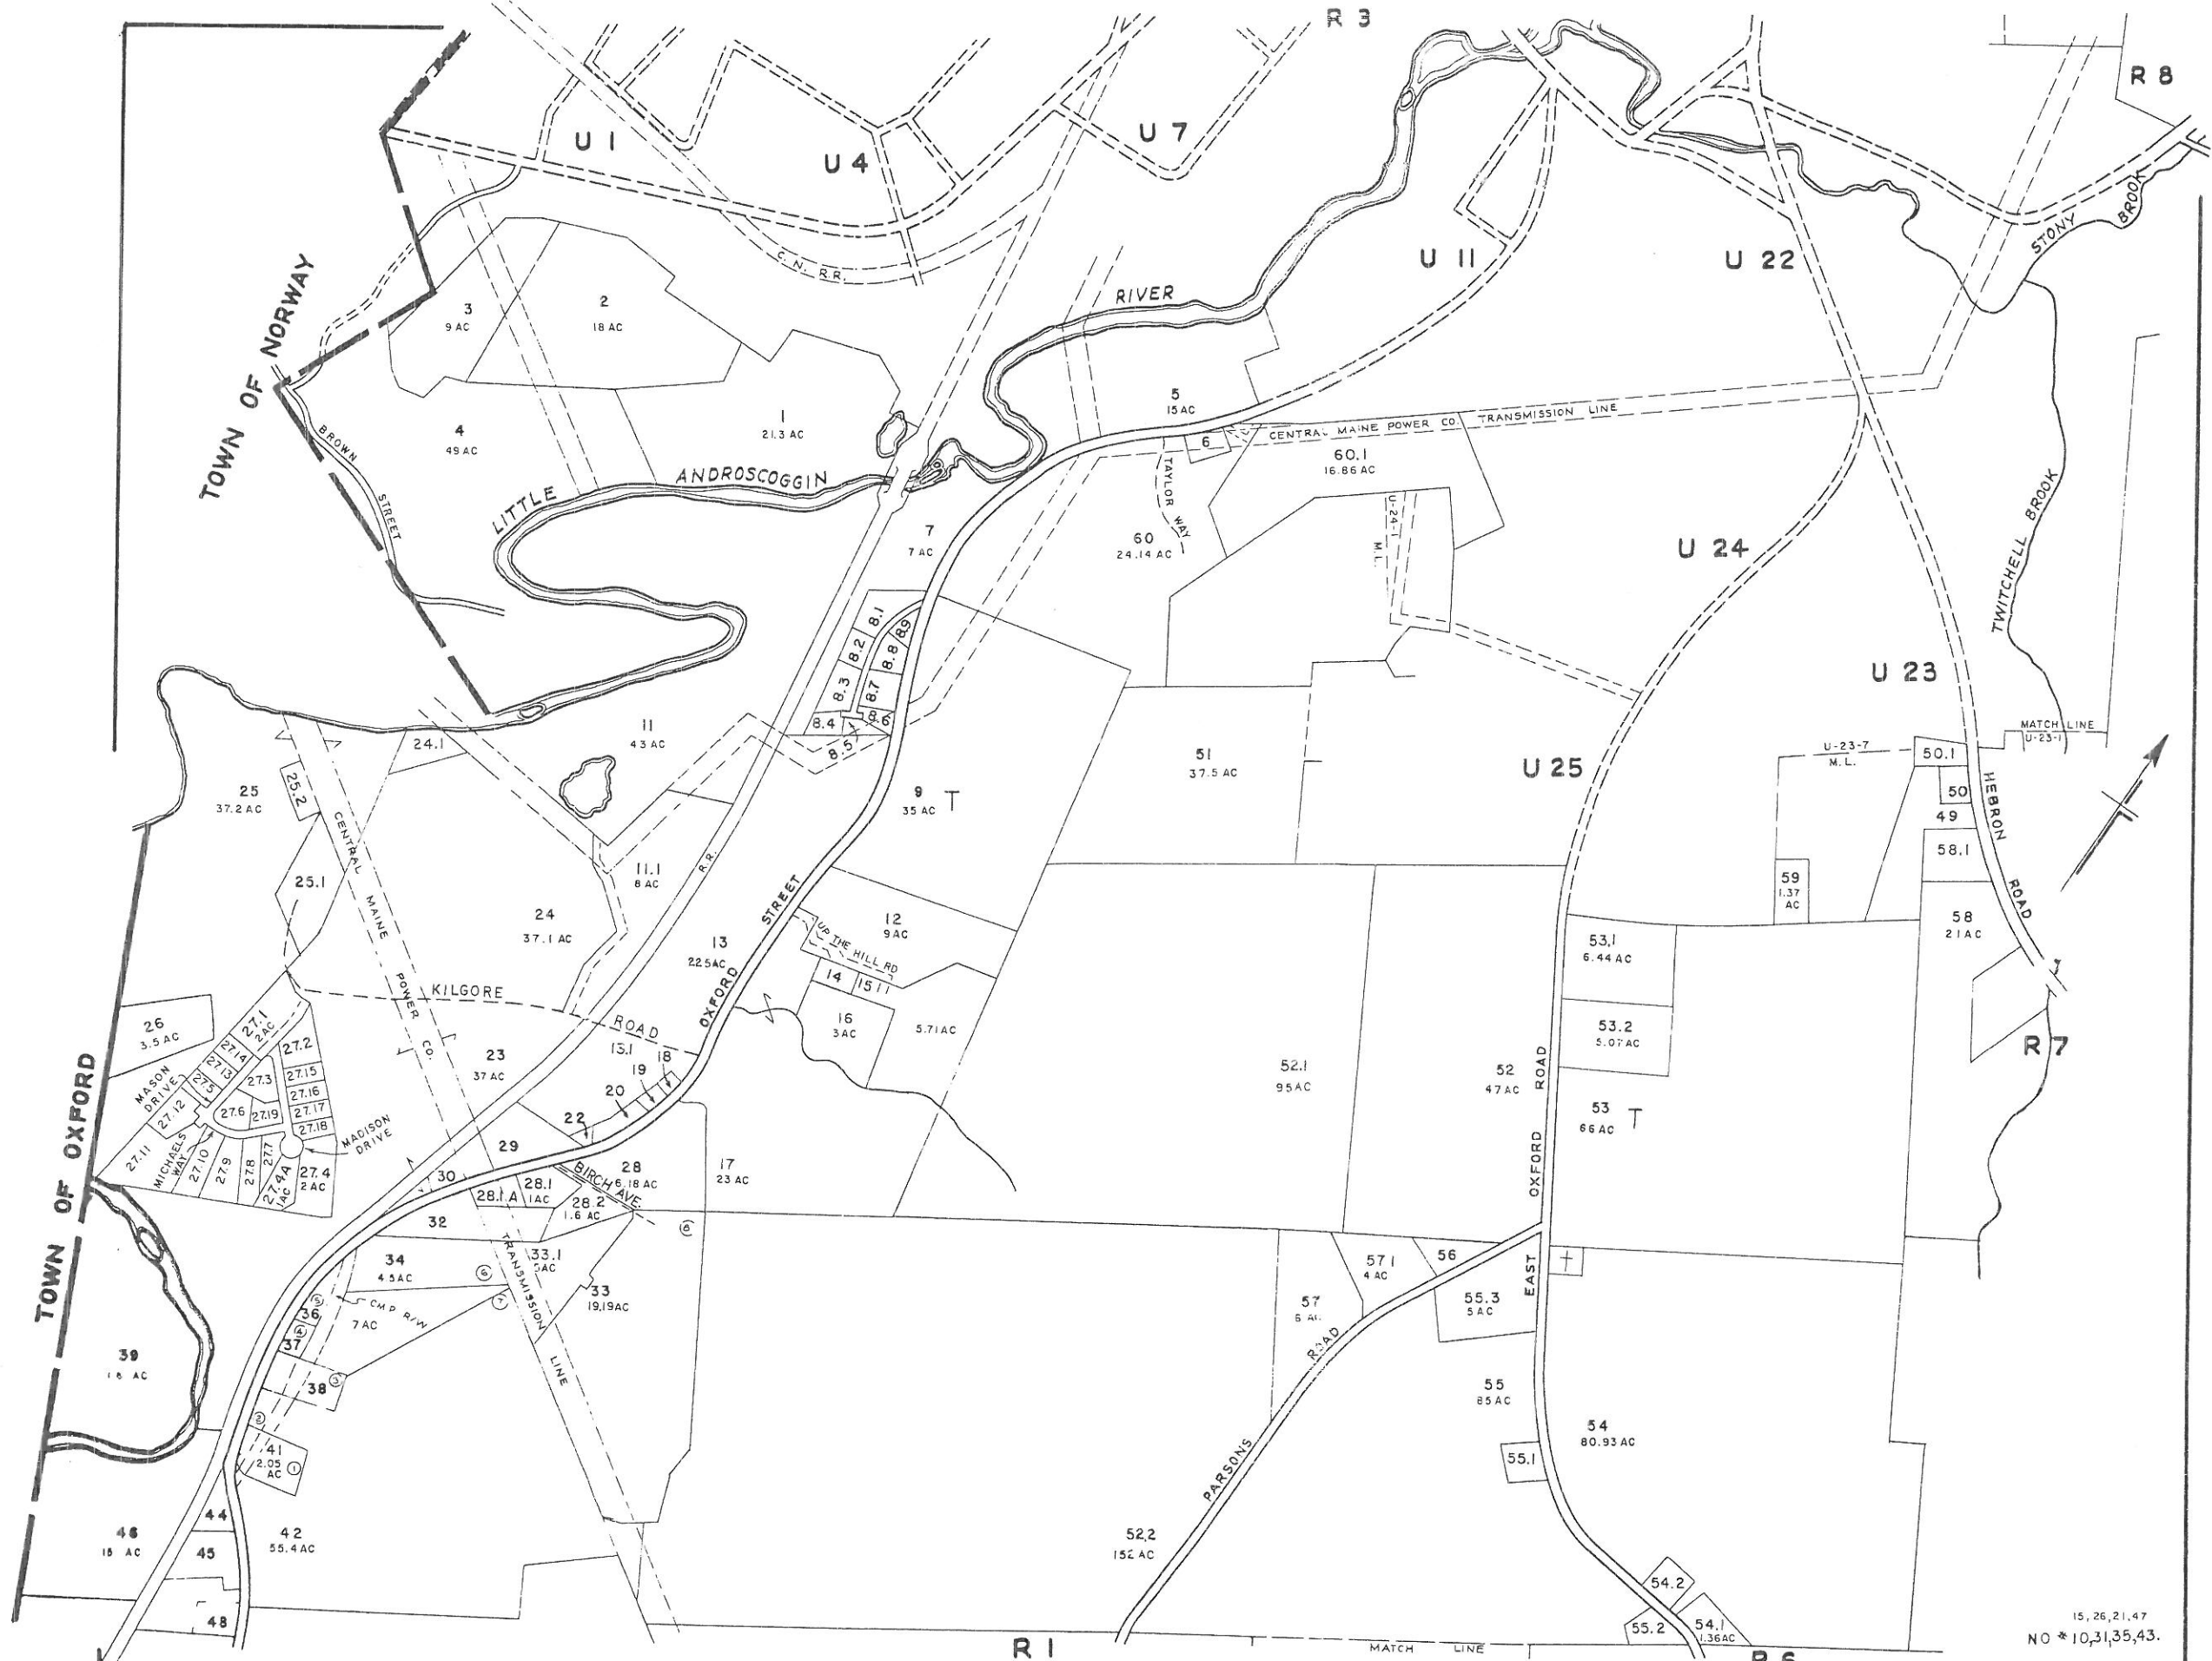 R 3
R 8
U 1
U 4
U 7
U 11
U 22
STONY BROOK
C. N. R.R.
TOWN OF NORWAY
3
9 AC
2
18 AC
RIVER
1
21.3 AC
4
49 AC
BROWN STREET
LITTLE ANDROSCOGGIN
5
15 AC
6
CENTRAL MAINE POWER CO. TRANSMISSION LINE
TAYLOR WAY
60.1
16.86 AC
U-24-1
M.L.
60
24.14 AC
7
7 AC
U 24
TWITCHELL BROOK
8.1
8.9
8.2
8.8
8.3
8.7
8.4
8.6
8.5
U 23
MATCH LINE
U-23-1
U-23-7
M.L.
50.1
50
49
58.1
HEBRON ROAD
11
43 AC
24.1
25
37.2 AC
25.2
CENTRAL MAINE POWER CO. TRANSMISSION LINE
51
37.5 AC
U 25
9
35 AC T
11.1
8 AC
R.R.
25.1
24
37.1 AC
59
1.37
AC
58
21 AC
12
9 AC
UP THE HILL RD
OXFORD STREET
13
22.5 AC
14
15
11
53.1
6.44 AC
KILGORE ROAD
OXFORD
16
3 AC
5.71 AC
53.2
5.07 AC
26
3.5 AC
27.1
2 AC
27.14
27.13
27.5
27.12
27.11
27.2
27.3
27.15
27.16
27.17
27.18
27.6
27.19
27.10
27.9
27.8
27.7
27.4A
1 AC
27.4
2 AC
MASON DRIVE
MICHAELS WAY
MADISON DRIVE
23
37 AC
13.1
18
19
20
22
R 7
52.1
95 AC
52
47 AC
53
66 AC T
EAST OXFORD ROAD
OXFORD
TOWN OF OXFORD
29
30
28
6.18 AC
BIRCH AVE.
28.1
1 AC
28.1 A
28.2
1.6 AC
17
23 AC
32
34
4.5 AC
33.1
33
19.19 AC
8
6
7
5
CMP R/W
36
4
37
7 AC
38
3
2
41
2.05
AC
1
57.1
4 AC
56
57
55.3
5 AC
PARSONS ROAD
39
55
85 AC
54
80.93 AC
55.1
44
45
46
42
55.4 AC
48
52.2
152 AC
54.2
54.1
1.36 AC
55.2
15, 26, 21, 47
NO * 10, 31, 35, 43.
R 1
MATCH LINE